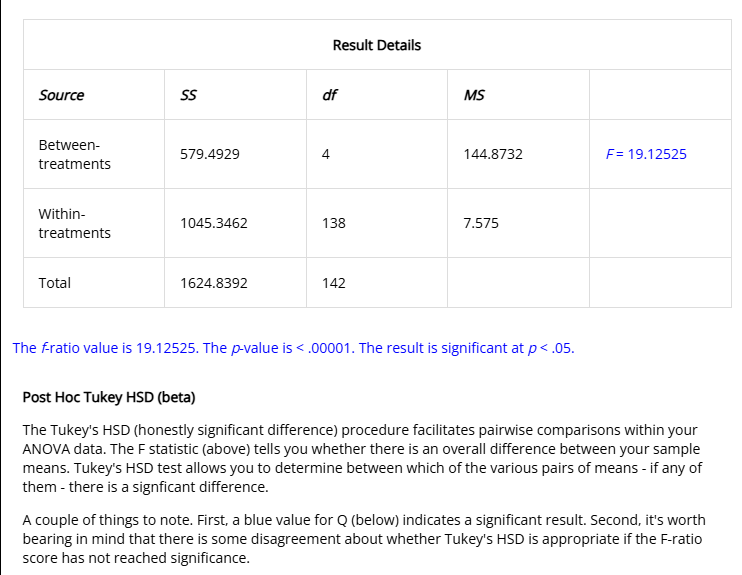 Result Details
Source SS df MS
Between-
treatments 579.4929 4 144.8732 F= 19.12525
Within-
treatments 1045.3462 138 7.575
Total 1624.8392 142
The f-ratio value is 19.12525. The p-value is < .00001. The result is significant at p < .05.
Post Hoc Tukey HSD (beta)
The Tukey's HSD (honestly significant difference) procedure facilitates pairwise comparisons within your
ANOVA data. The F statistic (above) tells you whether there is an overall difference between your sample
means. Tukey's HSD test allows you to determine between which of the various pairs of means - if any of
them - there is a signficant difference.
A couple of things to note. First, a blue value for Q (below) indicates a significant result. Second, it's worth
bearing in mind that there is some disagreement about whether Tukey's HSD is appropriate if the F-ratio
score has not reached significance.